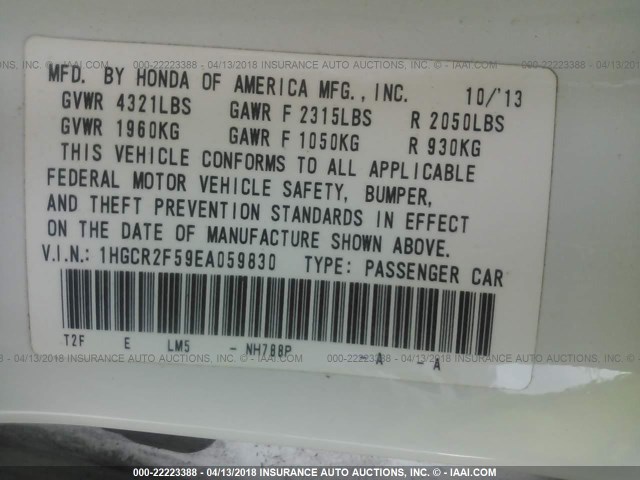 MFD. BY HONDA OF AMERICA MFG., INC. 10/'13
GVWR 4321LBS GAWR F 2315LBS R 2050LBS
GVWR 1960KG GAWR F 1050KG R 930KG
THIS VEHICLE CONFORMS TO ALL APPLICABLE
FEDERAL MOTOR VEHICLE SAFETY, BUMPER,
AND THEFT PREVENTION STANDARDS IN EFFECT
ON THE DATE OF MANUFACTURE SHOWN ABOVE.
V.I.N.: 1HGCR2F59EA059830 TYPE: PASSENGER CAR
T2F E LM5 - NH788P - A - A
000-22223388 - 04/13/2018 INSURANCE AUTO AUCTIONS, INC. - © - IAAI.COM